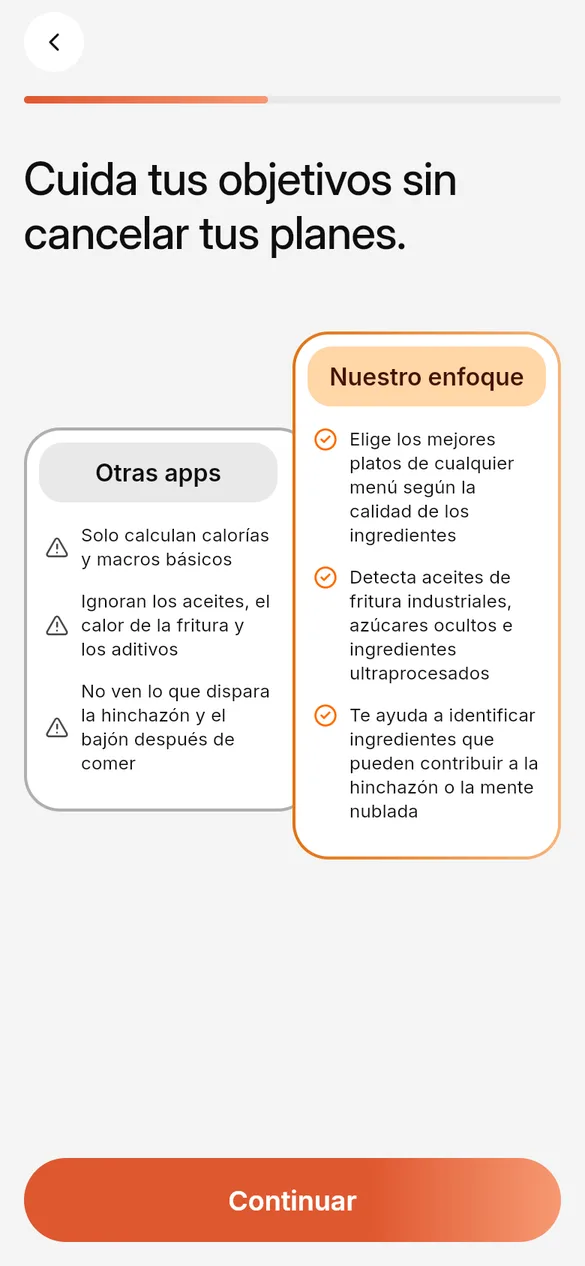 Cuida tus objetivos sin
cancelar tus planes.
Otras apps
Solo calculan calorías
y macros básicos
Ignoran los aceites, el
calor de la fritura y
los aditivos
No ven lo que dispara
la hinchazón y el
bajón después de
comer
Nuestro enfoque
Elige los mejores
platos de cualquier
menú según la
calidad de los
ingredientes
Detecta aceites de
fritura industriales,
azúcares ocultos e
ingredientes
ultraprocesados
Te ayuda a identificar
ingredientes que
pueden contribuir a la
hinchazón o la mente
nublada
Continuar